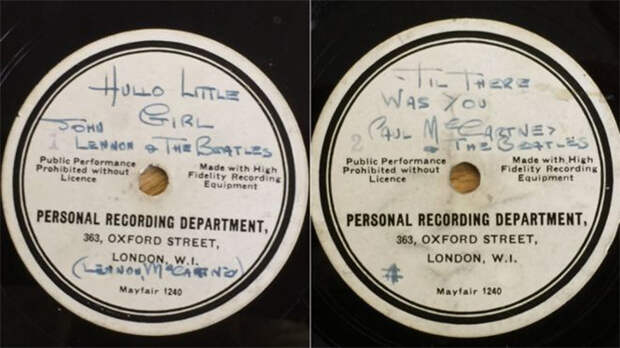 HULLO LITTLE
GIRL
1
JOHN
LENNON & THE BEATLES
Public Performance
Prohibited without
Licence
Made with High
Fidelity Recording
Equipment
PERSONAL RECORDING DEPARTMENT,
363, OXFORD STREET,
LONDON, W.I.
(LENNON, McCARTNEY)
Mayfair 1240
'TIL THERE
WAS YOU
2
PAUL McCARTNEY
& THE BEATLES
Public Performance
Prohibited without
Licence
Made with High
Fidelity Recording
Equipment
PERSONAL RECORDING DEPARTMENT,
363, OXFORD STREET,
LONDON, W.I.
Mayfair 1240